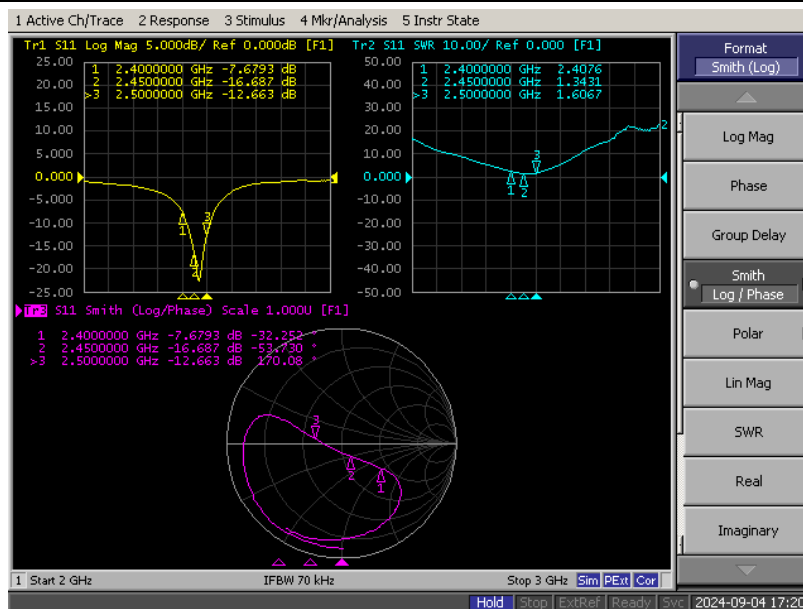 1 Active Ch/Trace 2 Response 3 Stimulus 4 Mkr/Analysis 5 Instr State
Tr1 S11 Log Mag 5.000dB/ Ref 0.000dB [F1]
25.00
20.00
15.00
10.00
5.000
0.000
-5.000
-10.00
-15.00
-20.00
-25.00
1 2.4000000 GHz -7.6793 dB
2 2.4500000 GHz -16.687 dB
>3 2.5000000 GHz -12.663 dB
1
2
3
Tr2 S11 SWR 10.00/ Ref 0.000 [F1]
50.00
40.00
30.00
20.00
10.00
0.000
-10.00
-20.00
-30.00
-40.00
-50.00
1 2.4000000 GHz 2.4076
2 2.4500000 GHz 1.3431
>3 2.5000000 GHz 1.6067
1
2
3
2
Tr3 S11 Smith (Log/Phase) Scale 1.000U [F1]
1 2.4000000 GHz -7.6793 dB -32.252 °
2 2.4500000 GHz -16.687 dB -53.730 °
>3 2.5000000 GHz -12.663 dB 170.08 °
3
2
1
1 Start 2 GHz IFBW 70 kHz Stop 3 GHz Sim PExt Cor
Format
Smith (Log)
Log Mag
Phase
Group Delay
Smith
Log / Phase
Polar
Lin Mag
SWR
Real
Imaginary
Hold Stop ExtRef Ready Svc 2024-09-04 17:20